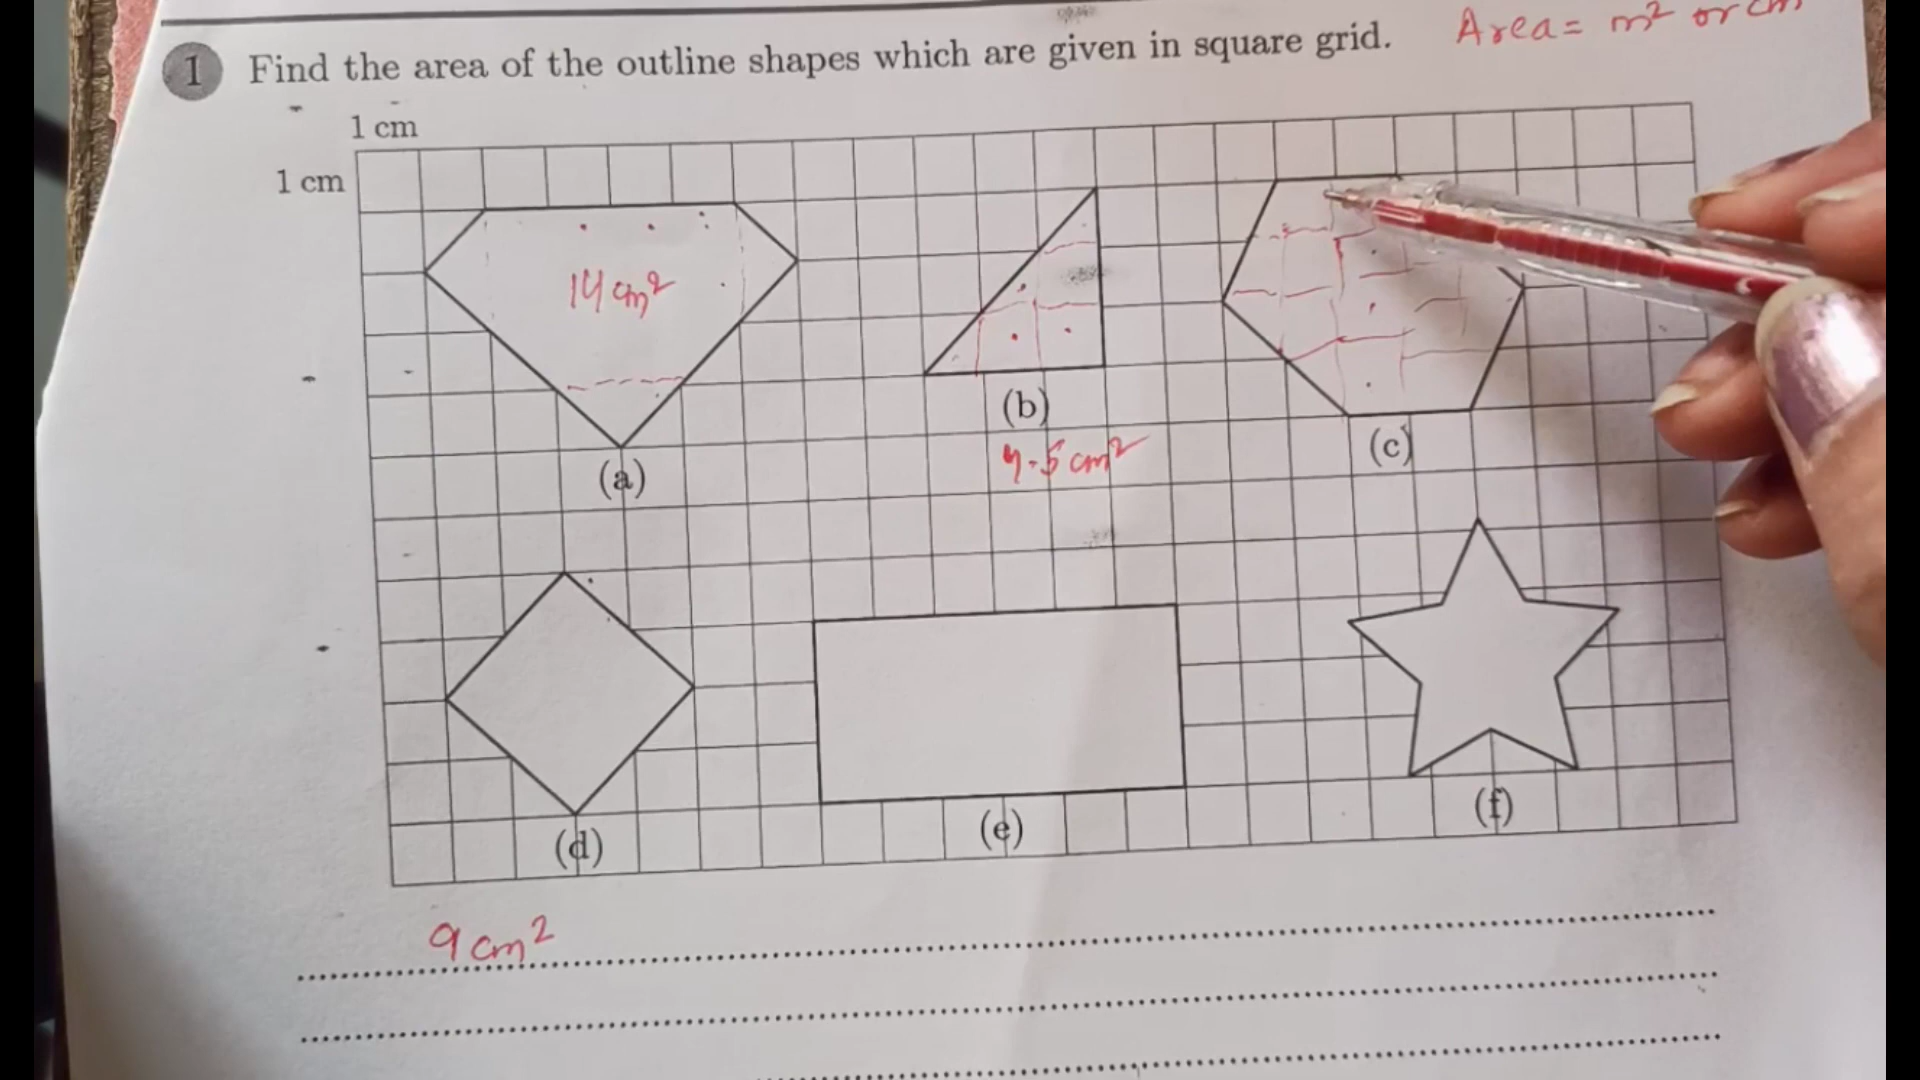 1 Find the area of the outline shapes which are given in square grid. Area = m² or cm
1 cm
1 cm
14 cm²
(b)
4.5 cm²
(c)
(a)
(d)
(e)
(f)
9 cm²